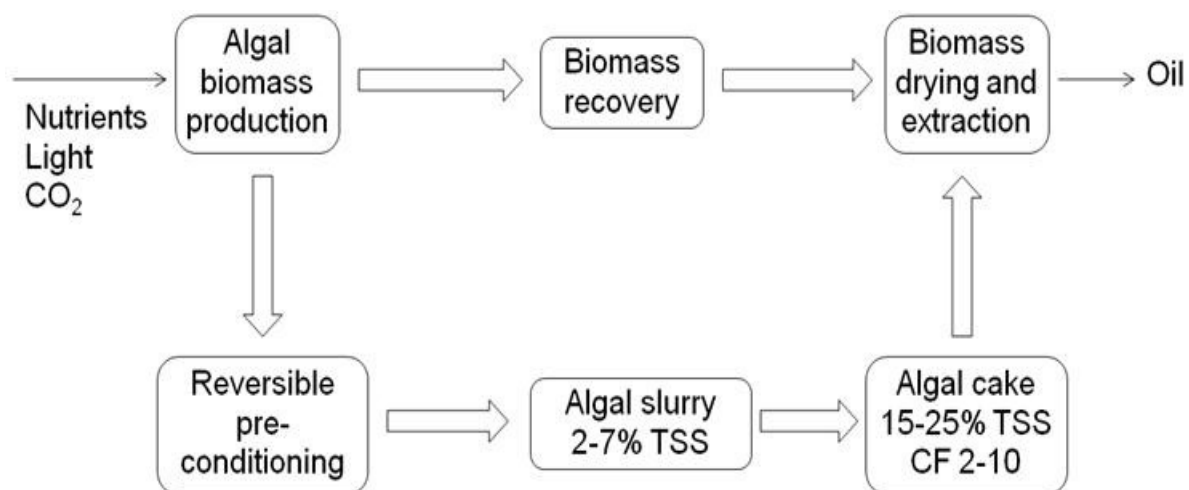 Nutrients
Light
CO₂
Algal
biomass
production
Biomass
recovery
Biomass
drying and
extraction
Oil
Reversible
pre-
conditioning
Algal slurry
2-7% TSS
Algal cake
15-25% TSS
CF 2-10